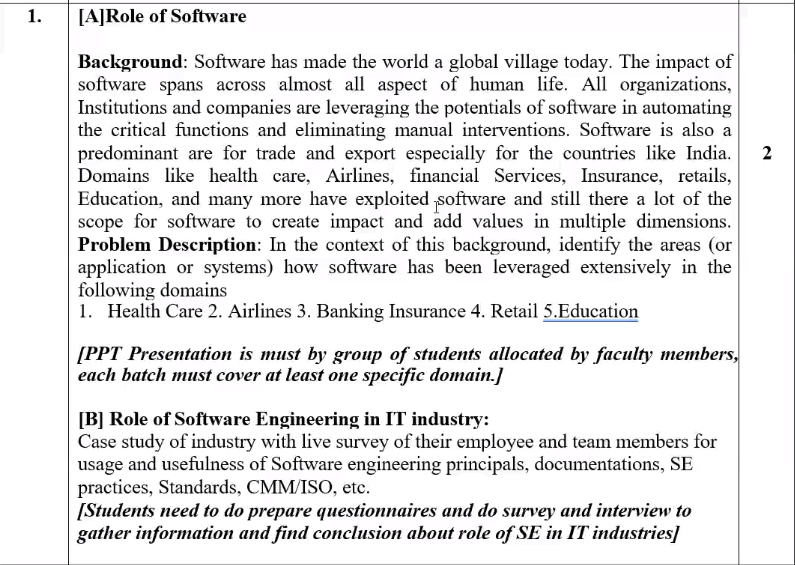 1.
[A]Role of Software
Background: Software has made the world a global village today. The impact of
software spans across almost all aspect of human life. All organizations,
Institutions and companies are leveraging the potentials of software in automating
the critical functions and eliminating manual interventions. Software is also a
predominant are for trade and export especially for the countries like India.
2
Domains like health care, Airlines, financial Services, Insurance, retails,
Education, and many more have exploited software and still there a lot of the
scope for software to create impact and add values in multiple dimensions.
Problem Description: In the context of this background, identify the areas (or
application or systems) how software has been leveraged extensively in the
following domains
1. Health Care 2. Airlines 3. Banking Insurance 4. Retail 5.Education
[PPT Presentation is must by group of students allocated by faculty members,
each batch must cover at least one specific domain.]
[B] Role of Software Engineering in IT industry:
Case study of industry with live survey of their employee and team members for
usage and usefulness of Software engineering principals, documentations, SE
practices, Standards, CMM/ISO, etc.
[Students need to do prepare questionnaires and do survey and interview to
gather information and find conclusion about role of SE in IT industries]